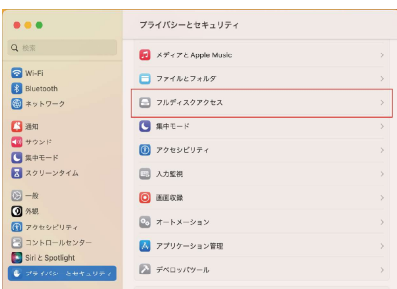 プライバシーとセキュリティ
検索
Wi-Fi
Bluetooth
ネットワーク
通知
サウンド
集中モード
スクリーンタイム
一般
外観
アクセシビリティ
コントロールセンター
Siri と Spotlight
プライバシーとセキュリティ
メディアと Apple Music
ファイルとフォルダ
フルディスクアクセス
集中モード
アクセシビリティ
入力監視
画面収録
オートメーション
アプリケーション管理
デベロッパツール